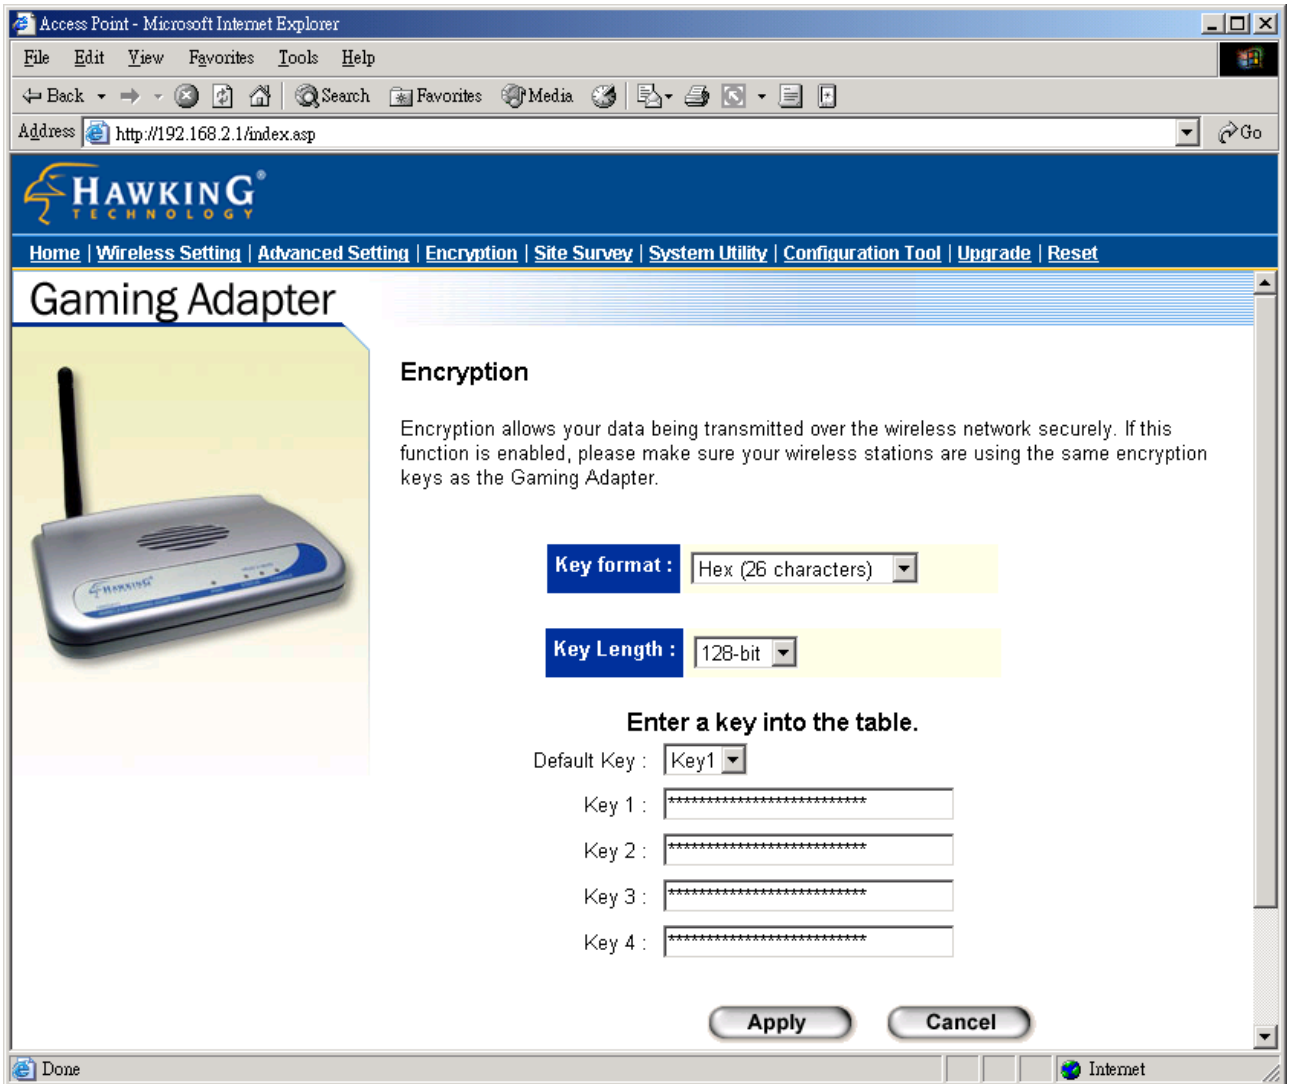 Access Point - Microsoft Internet Explorer
File Edit View Favorites Tools Help
Back Search Favorites Media
Address http://192.168.2.1/index.asp Go
HAWKING®
TECHNOLOGY
Home | Wireless Setting | Advanced Setting | Encryption | Site Survey | System Utility | Configuration Tool | Upgrade | Reset
Gaming Adapter
HAWKING
Encryption
Encryption allows your data being transmitted over the wireless network securely. If this
function is enabled, please make sure your wireless stations are using the same encryption
keys as the Gaming Adapter.
Key format : Hex (26 characters)
Key Length : 128-bit
Enter a key into the table.
Default Key : Key1
Key 1 : **************************
Key 2 : **************************
Key 3 : **************************
Key 4 : **************************
Apply Cancel
Done Internet